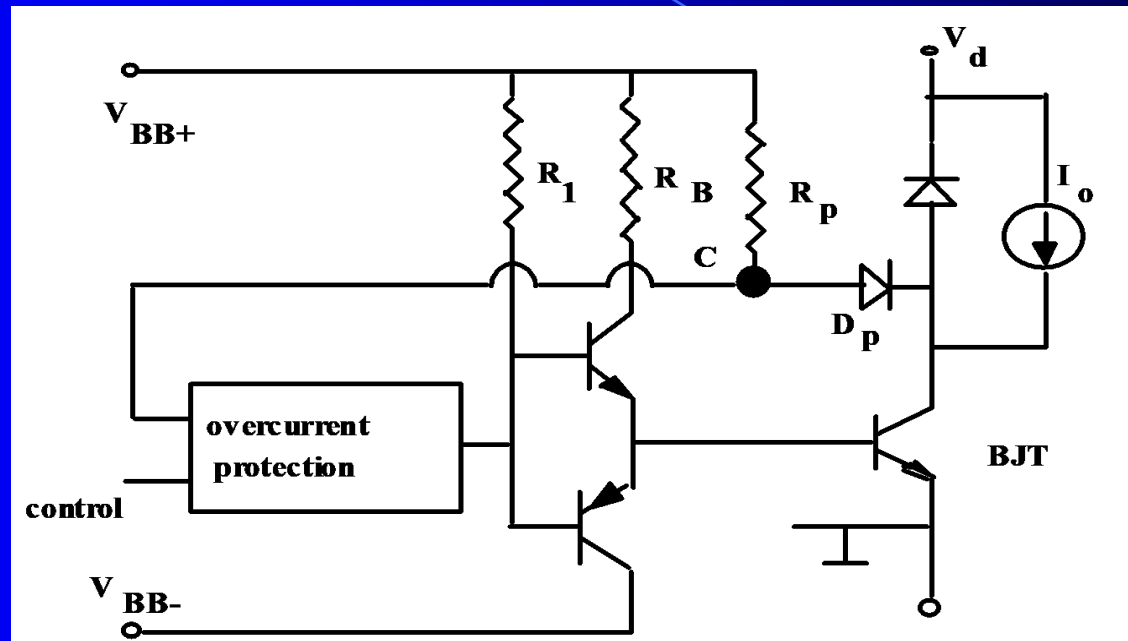 V d
V BB+
R 1
R B
R p
I o
C
D p
overcurrent
protection
BJT
control
V BB-